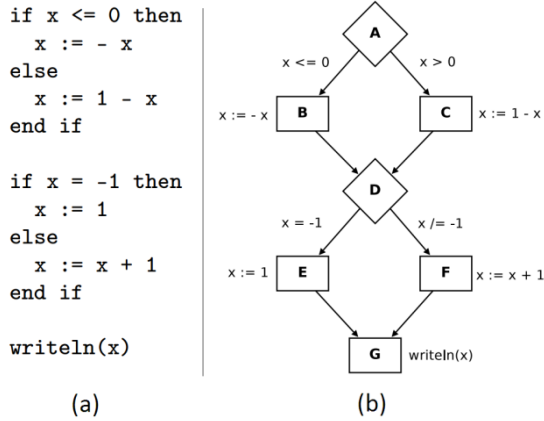 if x <= 0 then
x := - x
else
x := 1 - x
end if
if x = -1 then
x := 1
else
x := x + 1
end if
writeln(x)
(a)
A
x <= 0
x > 0
x := - x
B
C
x := 1 - x
D
x = -1
x /= -1
x := 1
E
F
x := x + 1
G
writeln(x)
(b)